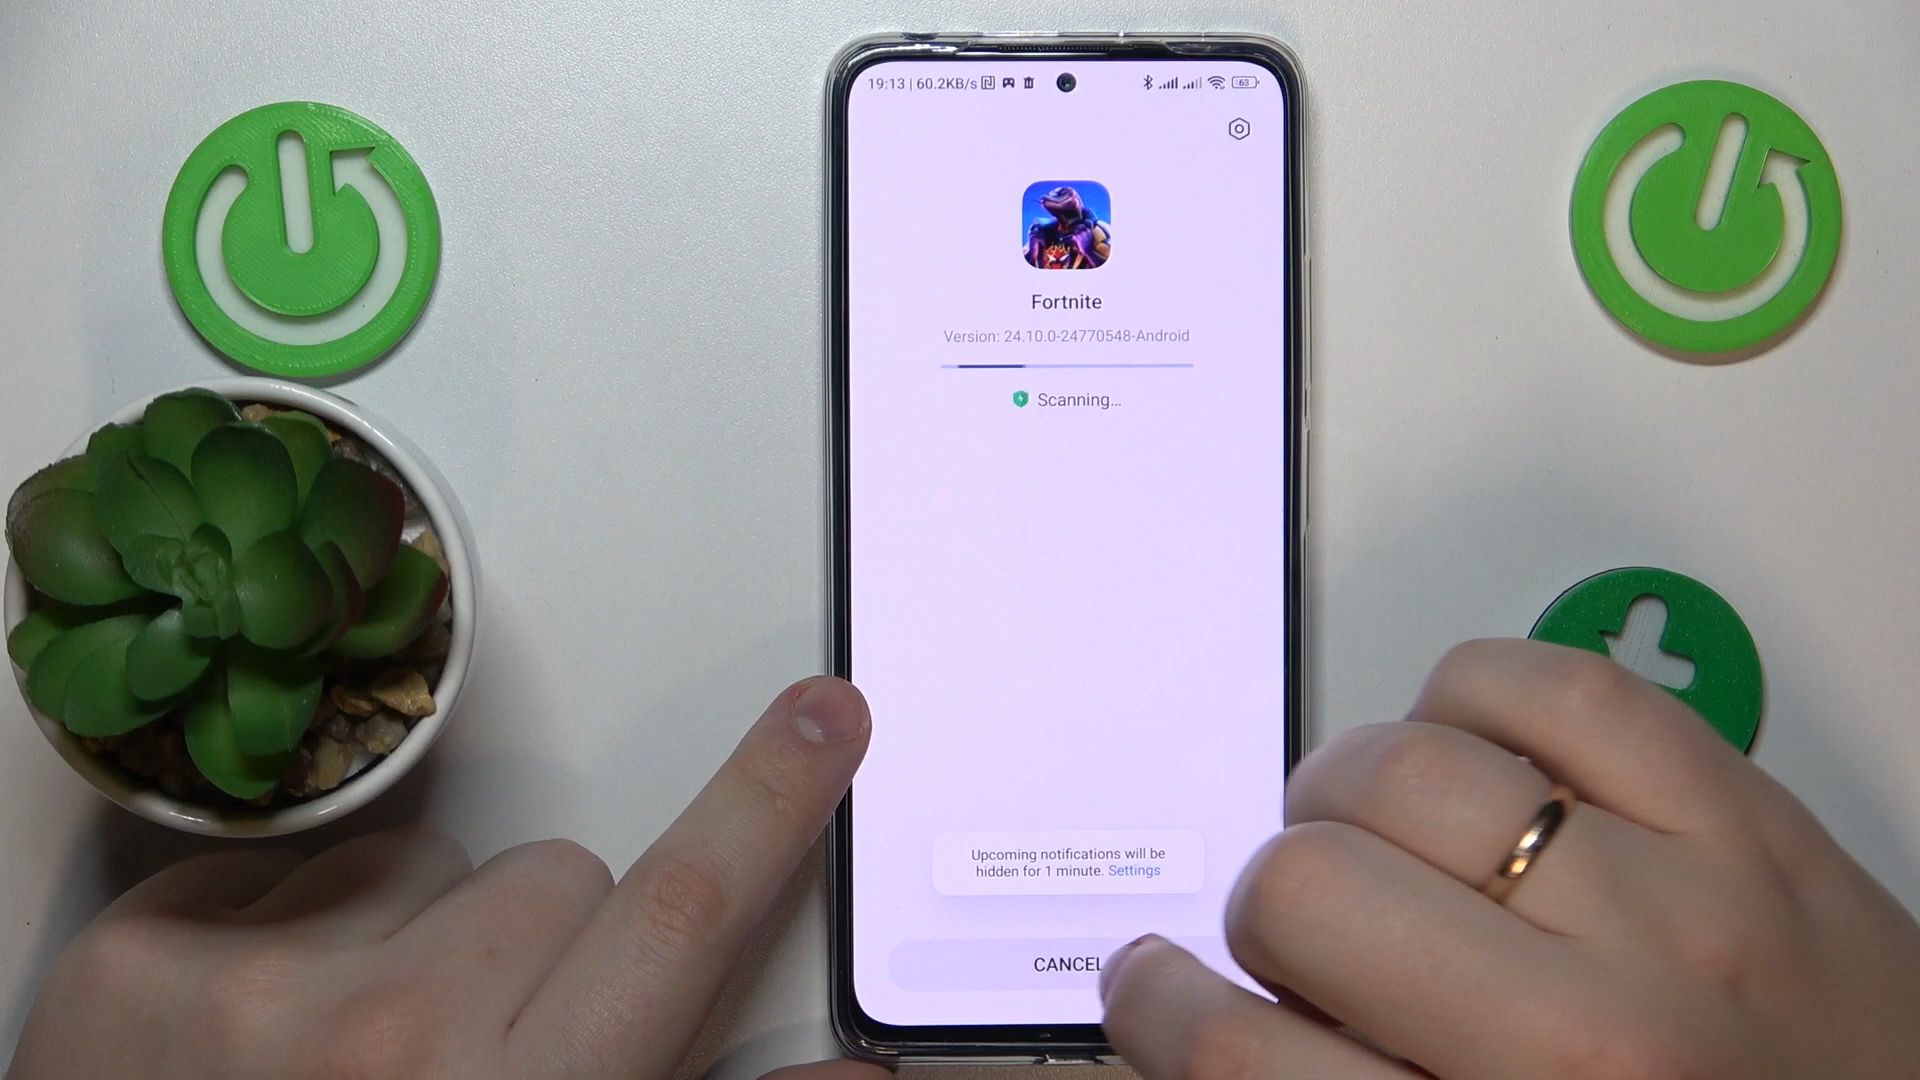 19:13 | 60.2KB/s
63
Fortnite
Version: 24.10.0-24770548-Android
Scanning...
Upcoming notifications will be
hidden for 1 minute. Settings
CANCEL